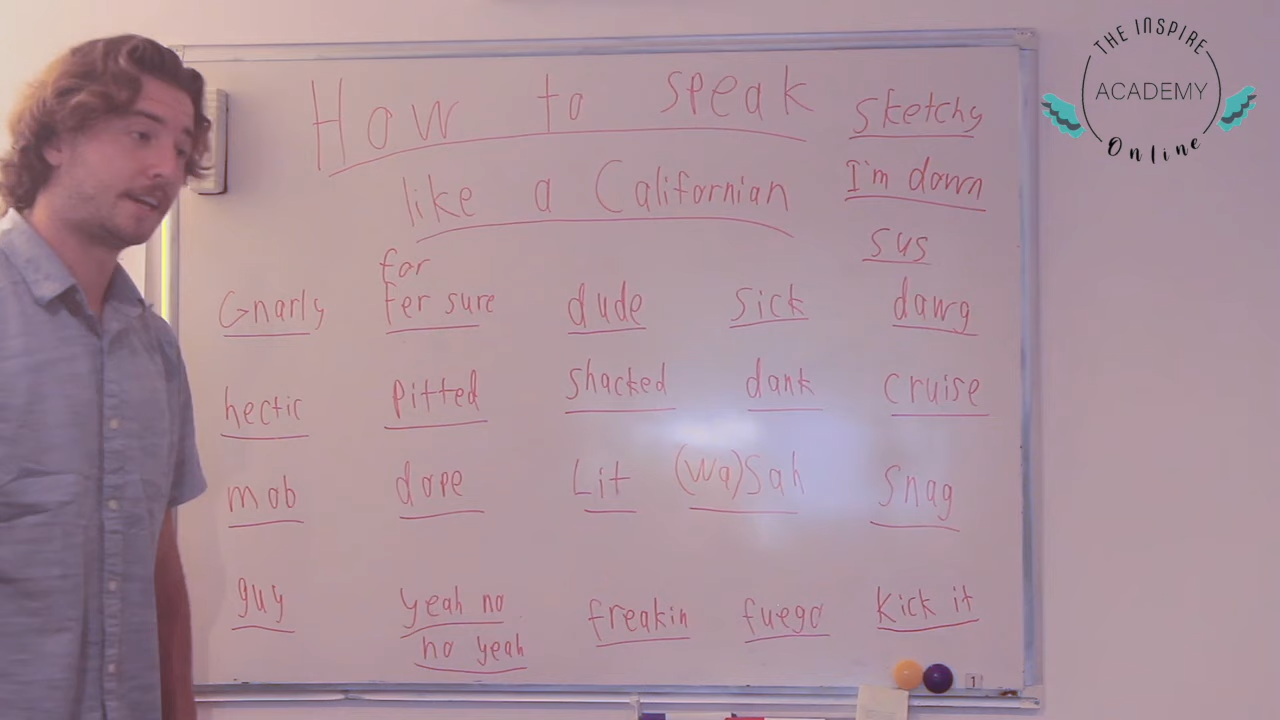 How to speak
like a Californian
sketchy
I'm down
sus
for
Fer sure
Gnarly
dude
sick
dawg
hectic
pitted
shacked
dank
cruise
mob
dope
Lit
(Wa)Sah
snag
guy
yeah no
no yeah
freakin
fuego
kick it
1
THE INSPIRE
ACADEMY
Online